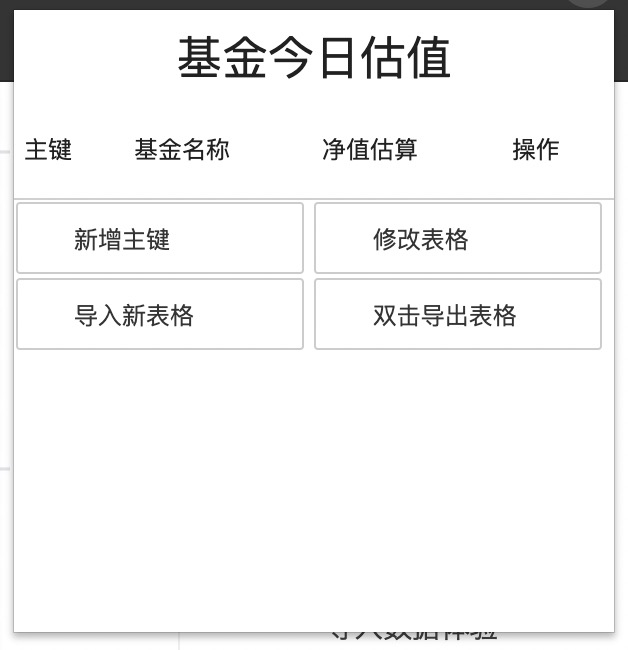 基金今日估值
主键 基金名称 净值估算 操作
新增主键 修改表格
导入新表格 双击导出表格